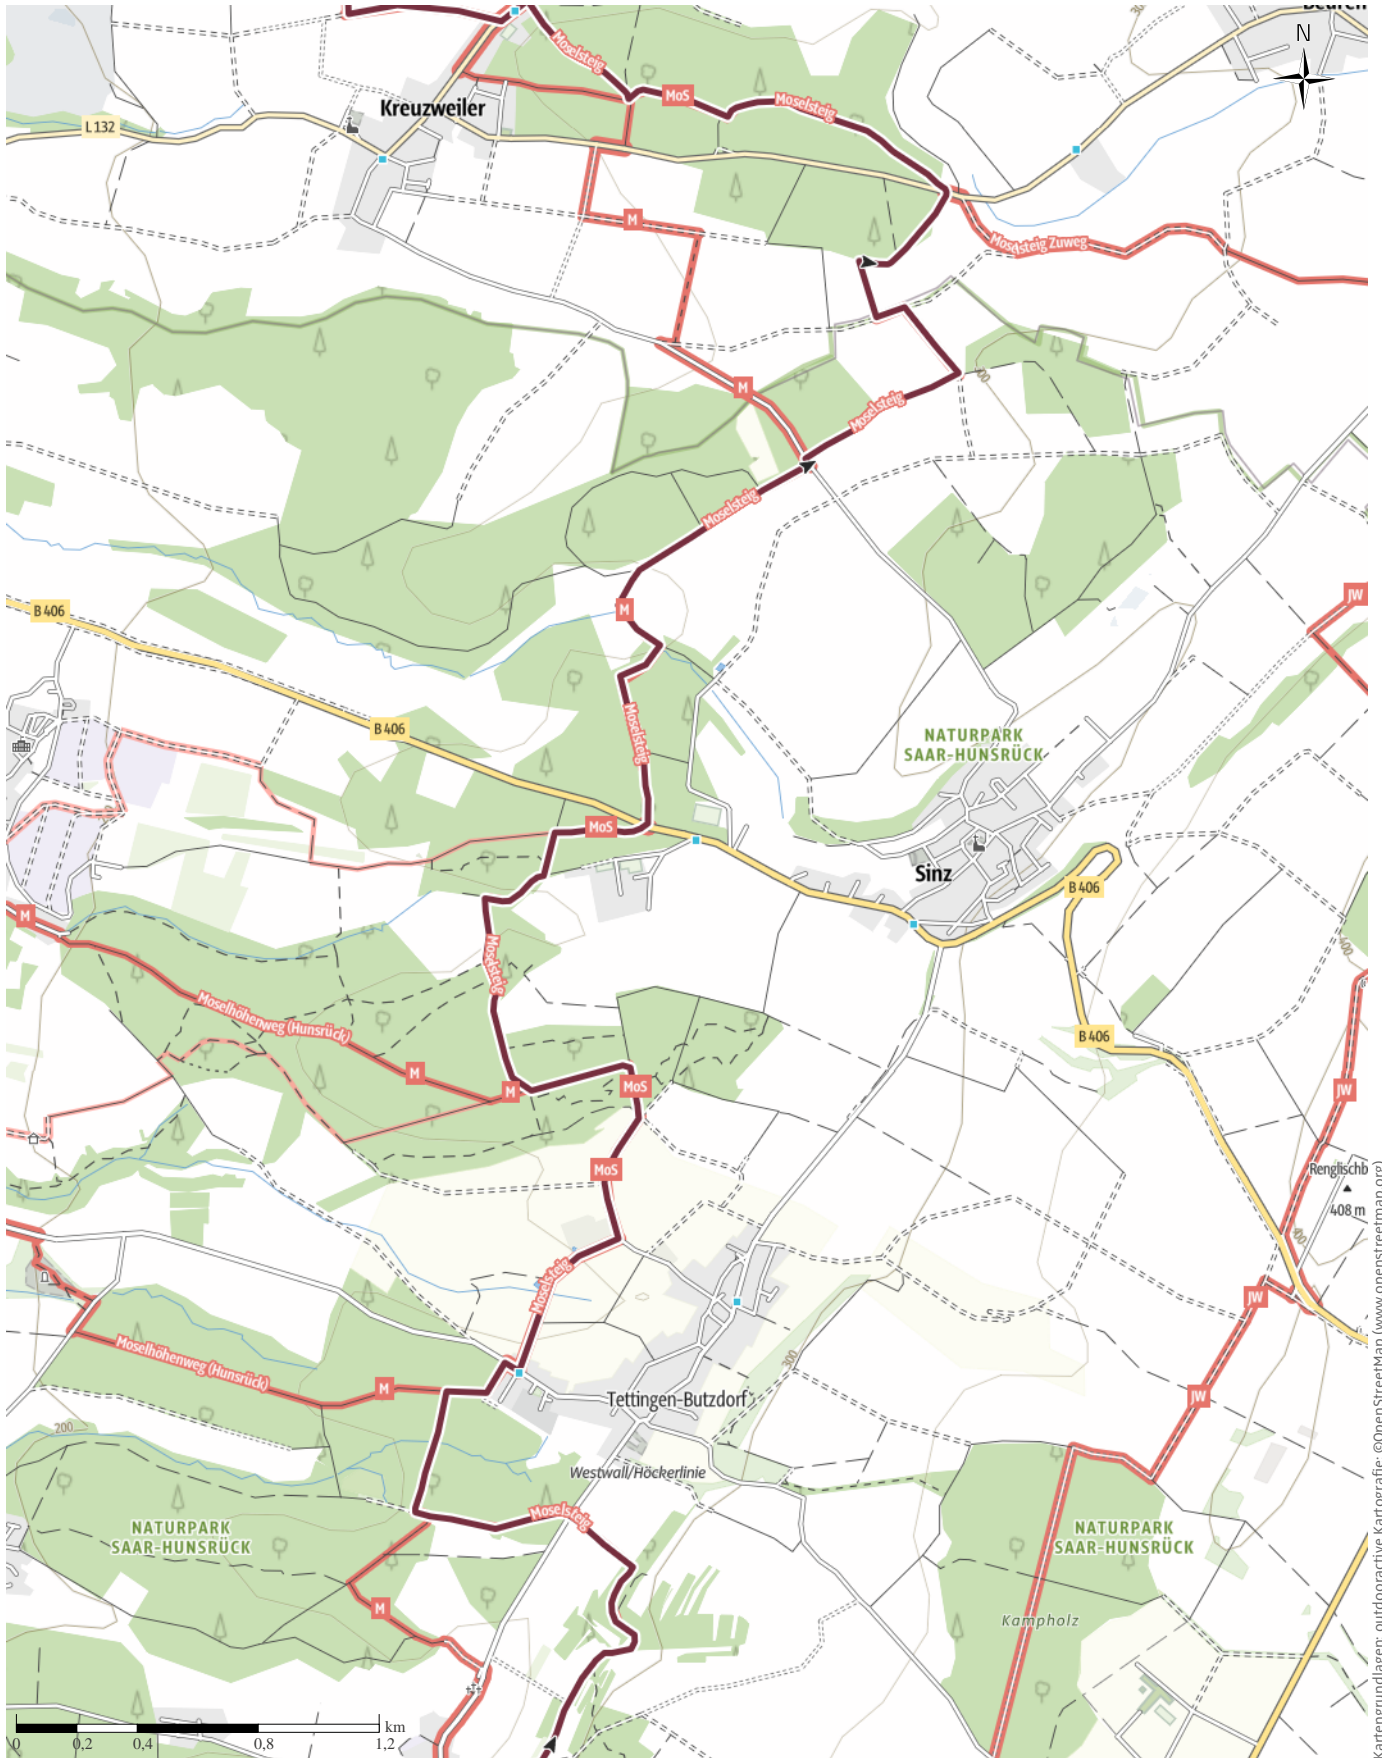 Moselsteig
MoS
Moselsteig
N
Kreuzweiler
L 132
M
Moselsteig Zuweg
M
Moselsteig
Moselsteig
M
B 406
JW
B 406
Moselsteig
NATURPARK
SAAR-HUNSRÜCK
MoS
Sinz
B 406
M
Moselsteig
400
Moselhöhenweg (Hunsrück)
B 406
M
M
MoS
JW
MoS
Renglischb
408 m
400
Moselsteig
JW
Moselhöhenweg (Hunsrück)
300
M
Tettingen-Butzdorf
JW
200
Westwall/Höckerlinie
Moselsteig
NATURPARK
SAAR-HUNSRÜCK
NATURPARK
SAAR-HUNSRÜCK
M
Kampholz
km
0 0,2 0,4 0,8 1,2
Kartengrundlagen: outdooractive Kartografie; ©OpenStreetMap (www.openstreetmap.org)